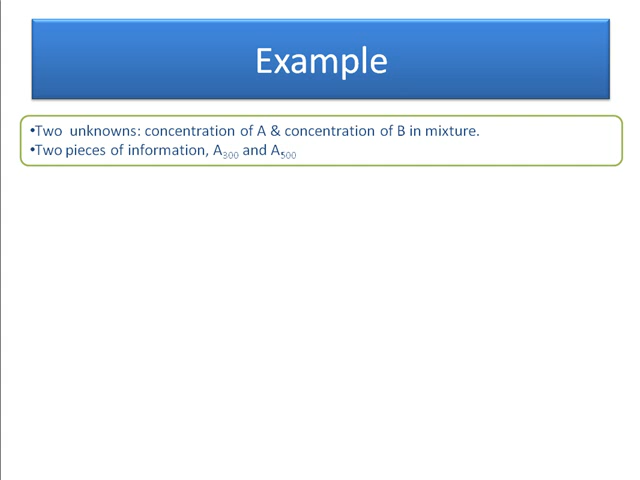 Example
•Two unknowns: concentration of A & concentration of B in mixture.
•Two pieces of information, A300 and A500